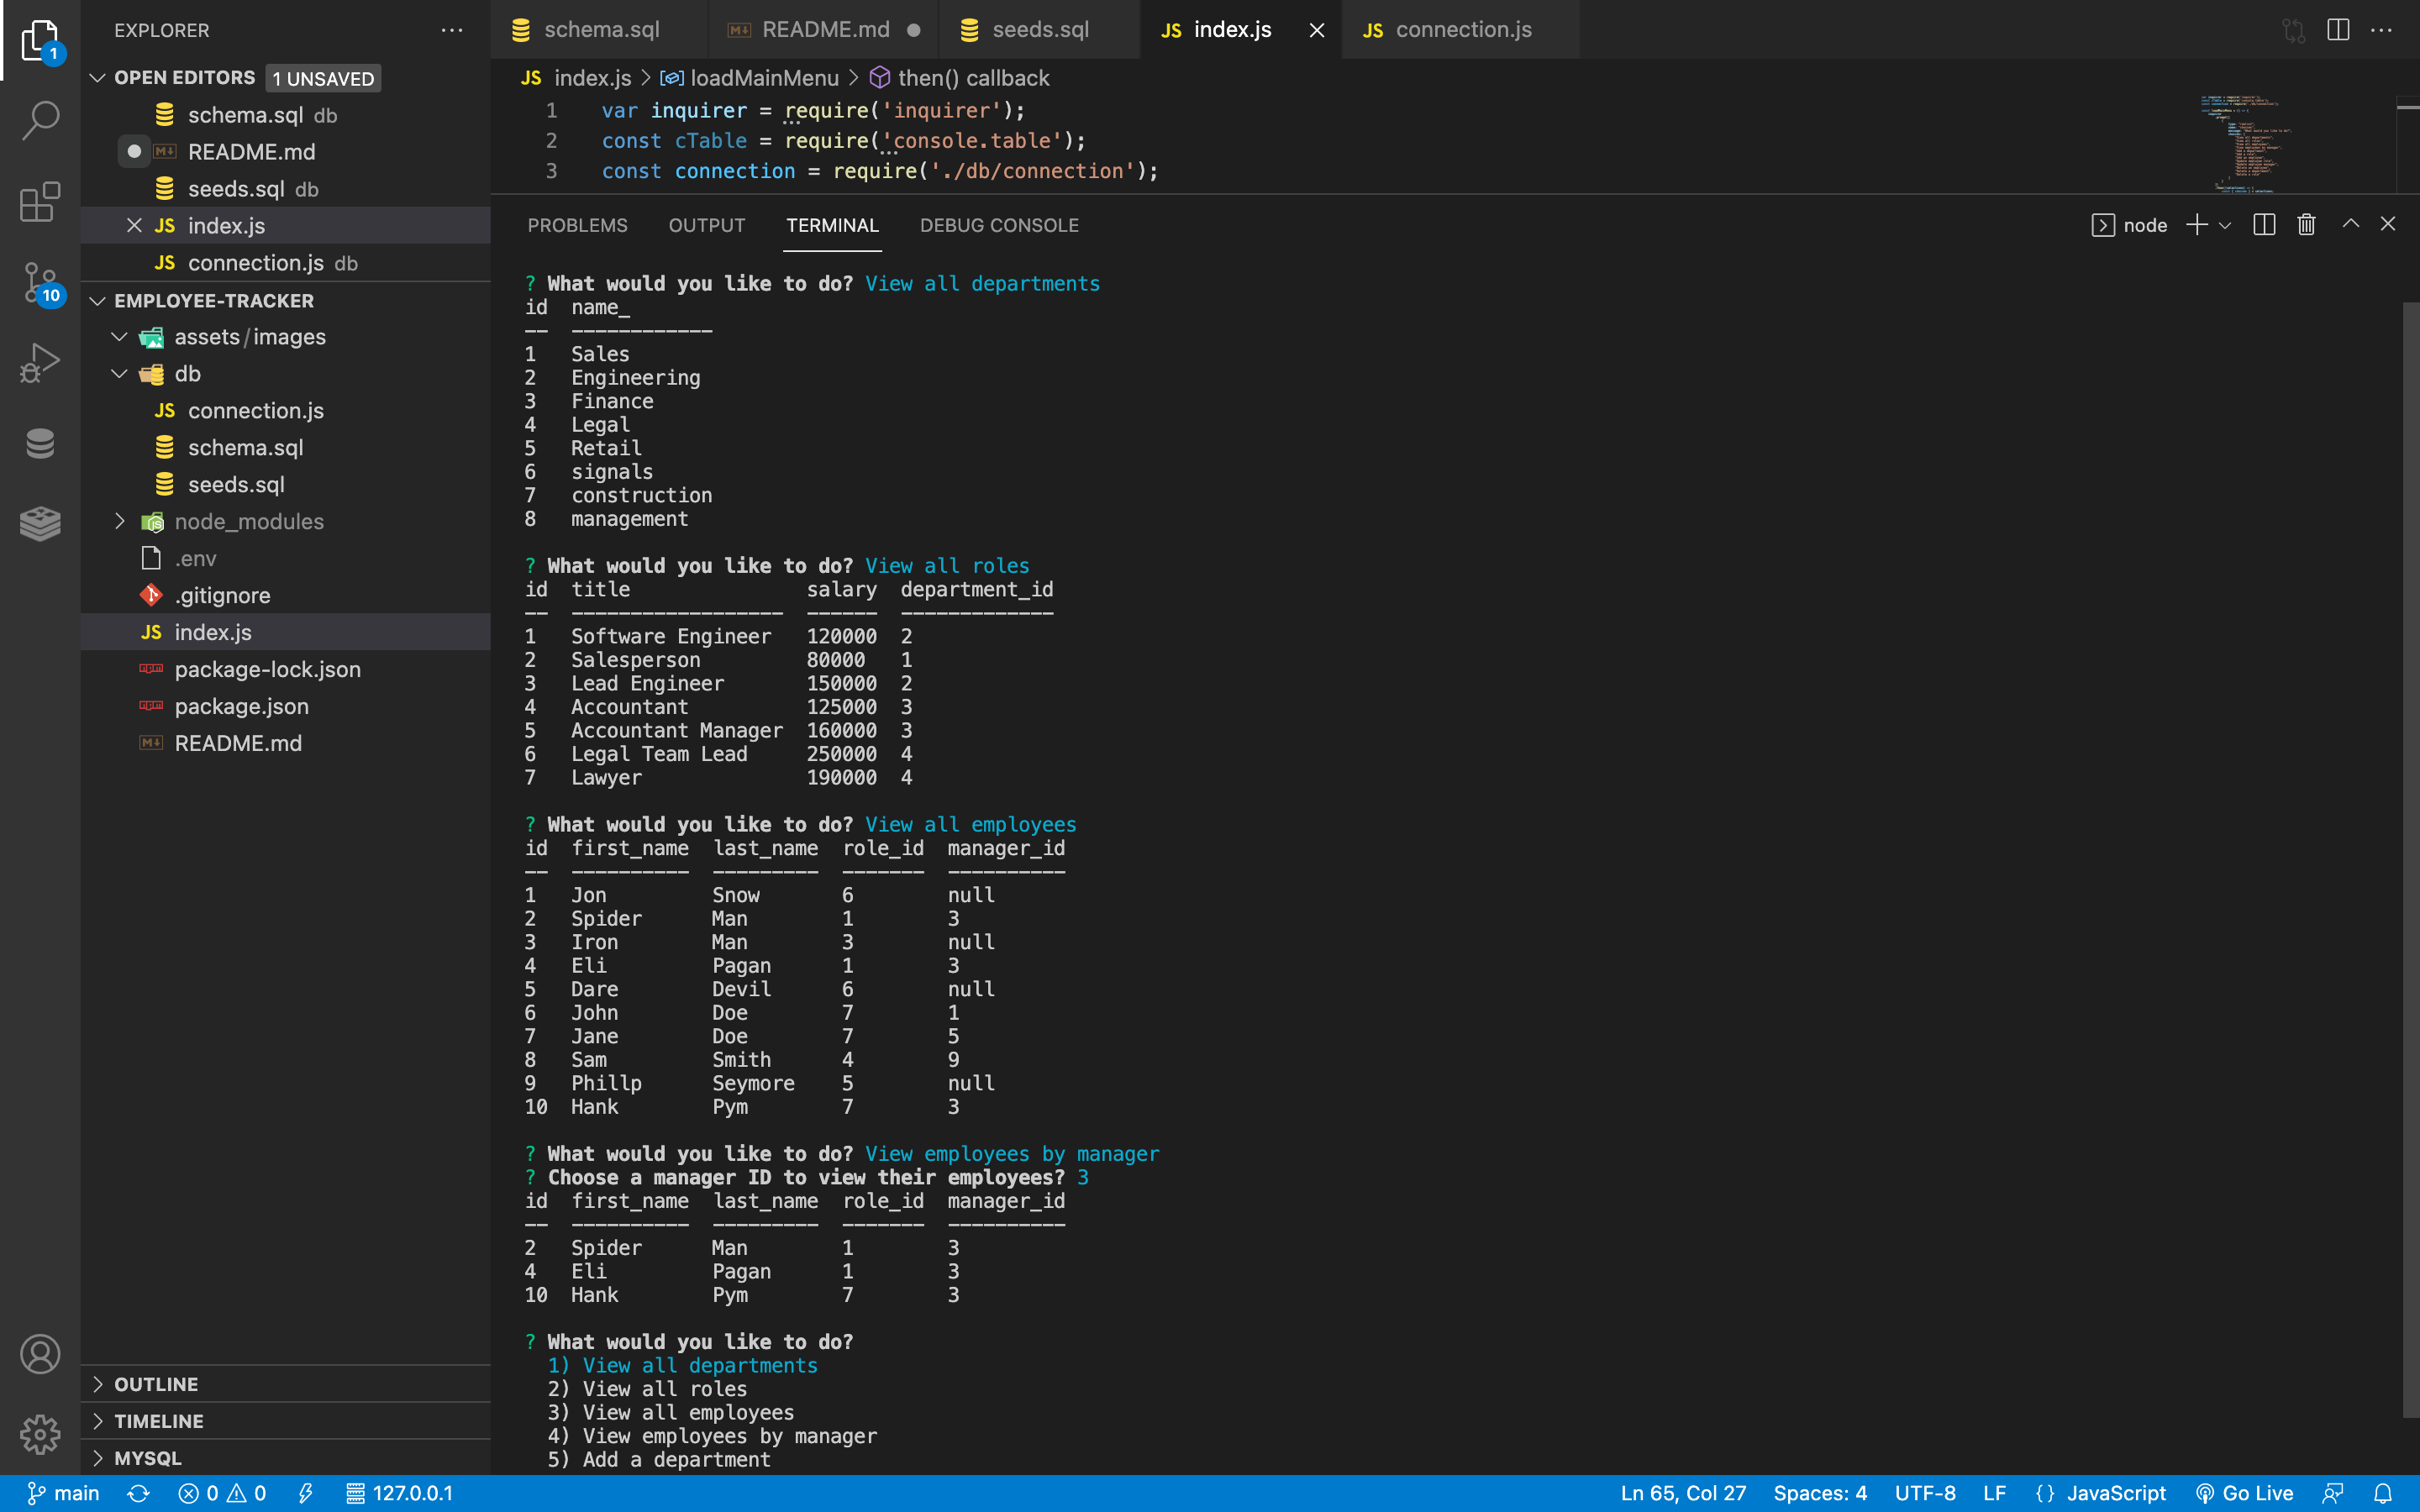 EXPLORER
OPEN EDITORS 1 UNSAVED
schema.sql db
README.md
seeds.sql db
index.js
connection.js db
EMPLOYEE-TRACKER
assets/images
db
connection.js
schema.sql
seeds.sql
node_modules
.env
.gitignore
index.js
package-lock.json
package.json
README.md
OUTLINE
TIMELINE
MYSQL
1
10
schema.sql README.md seeds.sql JS index.js JS connection.js
JS index.js > loadMainMenu > then() callback
1 var inquirer = require('inquirer');
2 const cTable = require('console.table');
3 const connection = require('./db/connection');
PROBLEMS OUTPUT TERMINAL DEBUG CONSOLE node
? What would you like to do? View all departments
id name_
-- ------------
1 Sales
2 Engineering
3 Finance
4 Legal
5 Retail
6 signals
7 construction
8 management
? What would you like to do? View all roles
id title salary department_id
-- ------------------ ------ -------------
1 Software Engineer 120000 2
2 Salesperson 80000 1
3 Lead Engineer 150000 2
4 Accountant 125000 3
5 Accountant Manager 160000 3
6 Legal Team Lead 250000 4
7 Lawyer 190000 4
? What would you like to do? View all employees
id first_name last_name role_id manager_id
-- ---------- --------- ------- ----------
1 Jon Snow 6 null
2 Spider Man 1 3
3 Iron Man 3 null
4 Eli Pagan 1 3
5 Dare Devil 6 null
6 John Doe 7 1
7 Jane Doe 7 5
8 Sam Smith 4 9
9 Phillp Seymore 5 null
10 Hank Pym 7 3
? What would you like to do? View employees by manager
? Choose a manager ID to view their employees? 3
id first_name last_name role_id manager_id
-- ---------- --------- ------- ----------
2 Spider Man 1 3
4 Eli Pagan 1 3
10 Hank Pym 7 3
? What would you like to do?
1) View all departments
2) View all roles
3) View all employees
4) View employees by manager
5) Add a department
main 0 0 127.0.0.1 Ln 65, Col 27 Spaces: 4 UTF-8 LF {} JavaScript Go Live